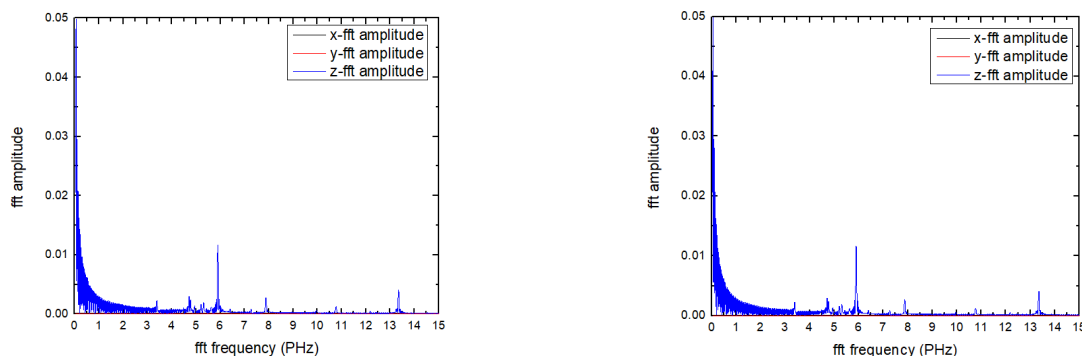 0.05
0.04
0.03
0.02
0.01
0.00
fft amplitude
x-fft amplitude
y-fft amplitude
z-fft amplitude
0 1 2 3 4 5 6 7 8 9 10 11 12 13 14 15
fft frequency (PHz)
0.05
0.04
0.03
0.02
0.01
0.00
fft amplitude
x-fft amplitude
y-fft amplitude
z-fft amplitude
0 1 2 3 4 5 6 7 8 9 10 11 12 13 14 15
fft frequency (PHz)